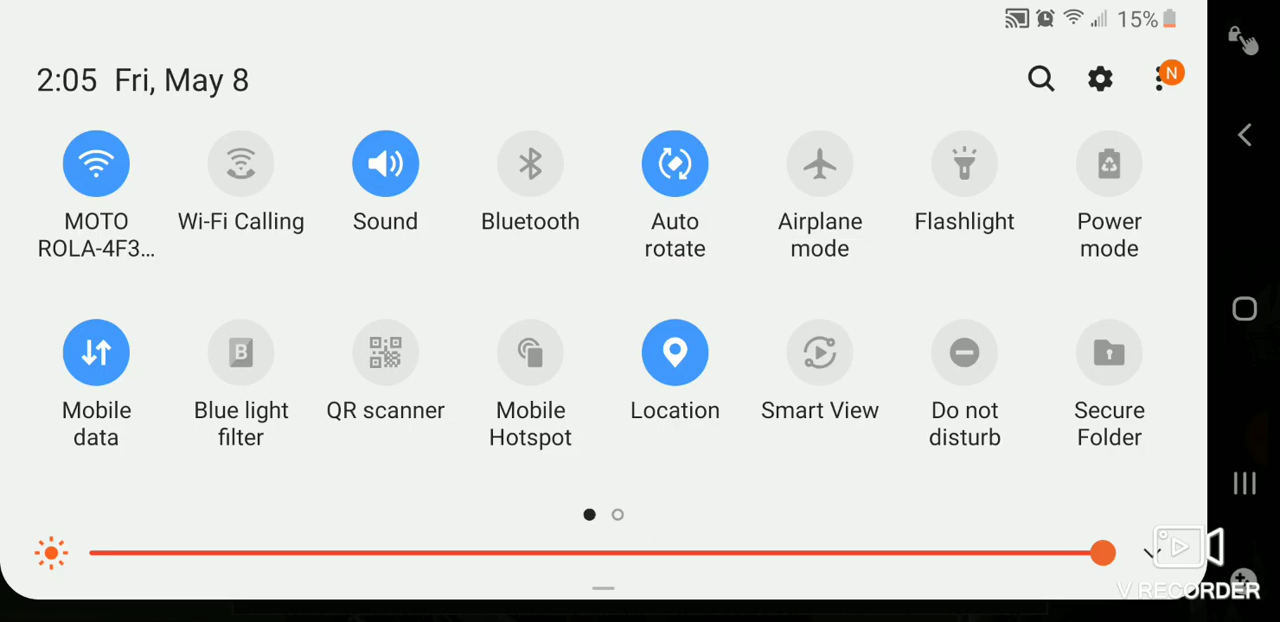 15%
2:05 Fri, May 8
N
MOTO
ROLA-4F3...
Wi-Fi Calling
Sound
Bluetooth
Auto
rotate
Airplane
mode
Flashlight
Power
mode
Mobile
data
B
Blue light
filter
QR scanner
Mobile
Hotspot
Location
Smart View
Do not
disturb
Secure
Folder
V RECORDER